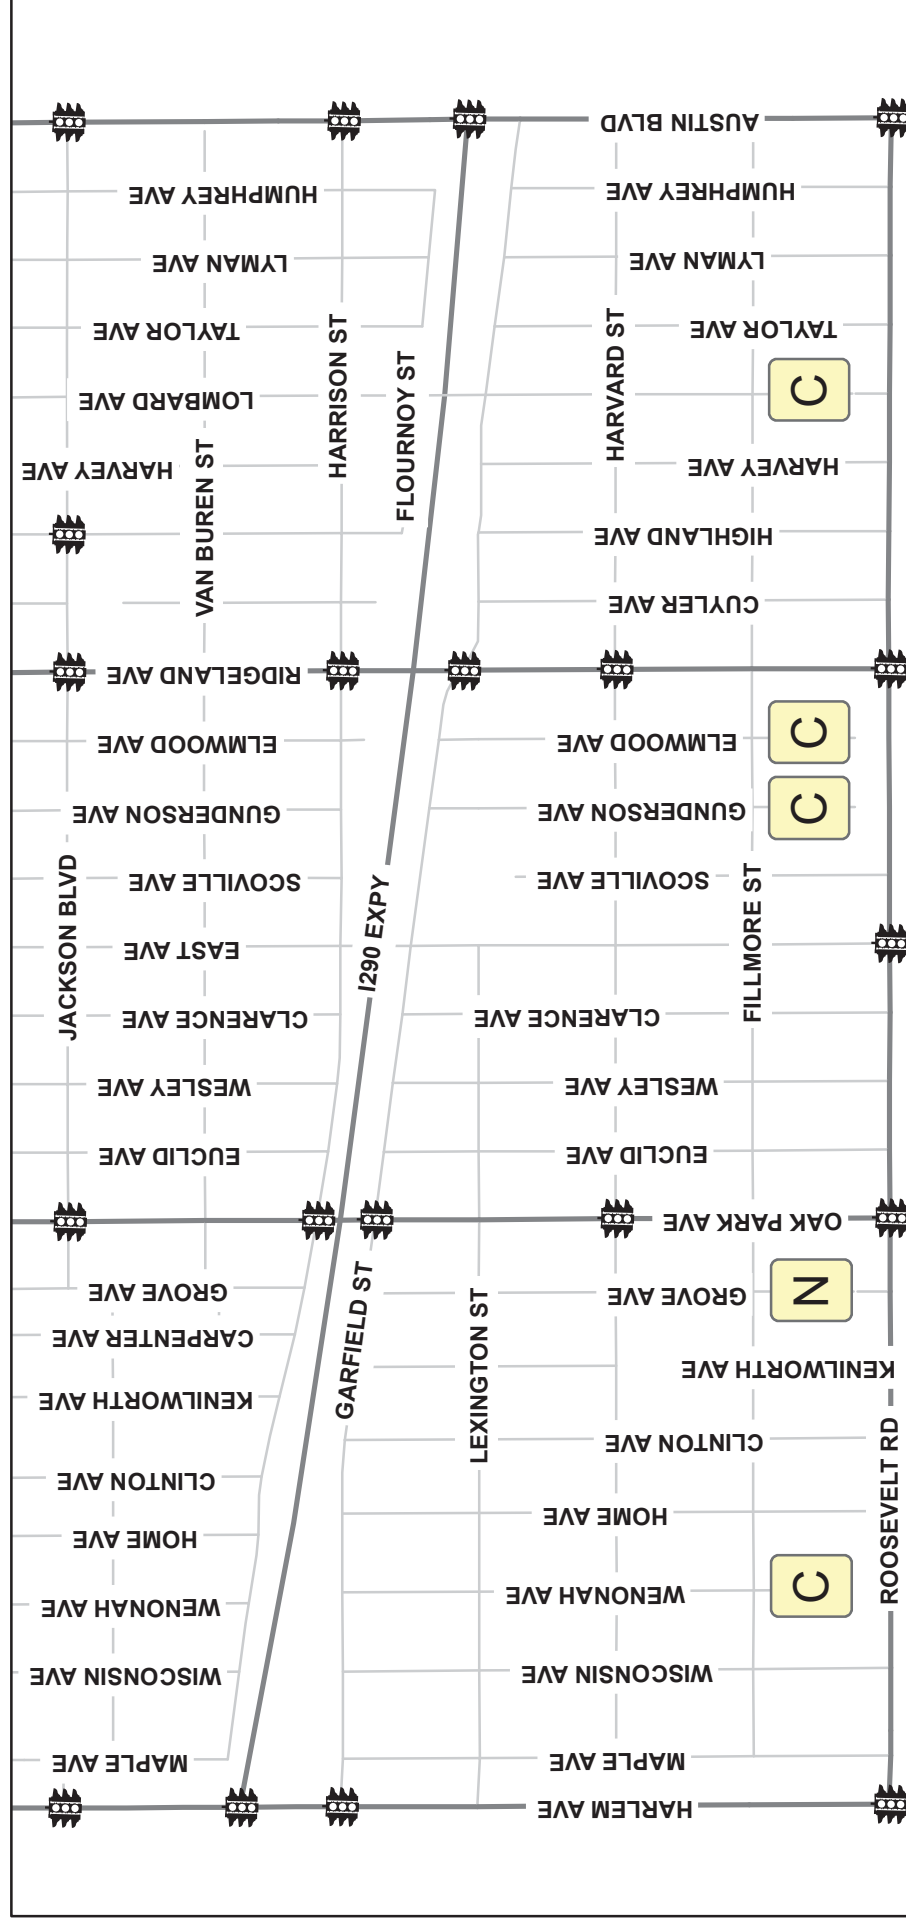 AUSTIN BLVD
HUMPHREY AVE
HUMPHREY AVE
LYMAN AVE
LYMAN AVE
TAYLOR AVE
TAYLOR AVE
HARRISON ST
FLOURNOY ST
HARVARD ST
LOMBARD AVE
C
HARVEY AVE
HARVEY AVE
VAN BUREN ST
HIGHLAND AVE
CUYLER AVE
RIDGELAND AVE
ELMWOOD AVE
ELMWOOD AVE
C
GUNDERSON AVE
GUNDERSON AVE
C
SCOVILLE AVE
SCOVILLE AVE
JACKSON BLVD
I290 EXPY
FILLMORE ST
EAST AVE
CLARENCE AVE
CLARENCE AVE
WESLEY AVE
WESLEY AVE
EUCLID AVE
EUCLID AVE
OAK PARK AVE
GROVE AVE
GROVE AVE
N
CARPENTER AVE
GARFIELD ST
LEXINGTON ST
KENILWORTH AVE
KENILWORTH AVE
CLINTON AVE
CLINTON AVE
ROOSEVELT RD
HOME AVE
HOME AVE
WENONAH AVE
WENONAH AVE
C
WISCONSIN AVE
WISCONSIN AVE
MAPLE AVE
MAPLE AVE
HARLEM AVE